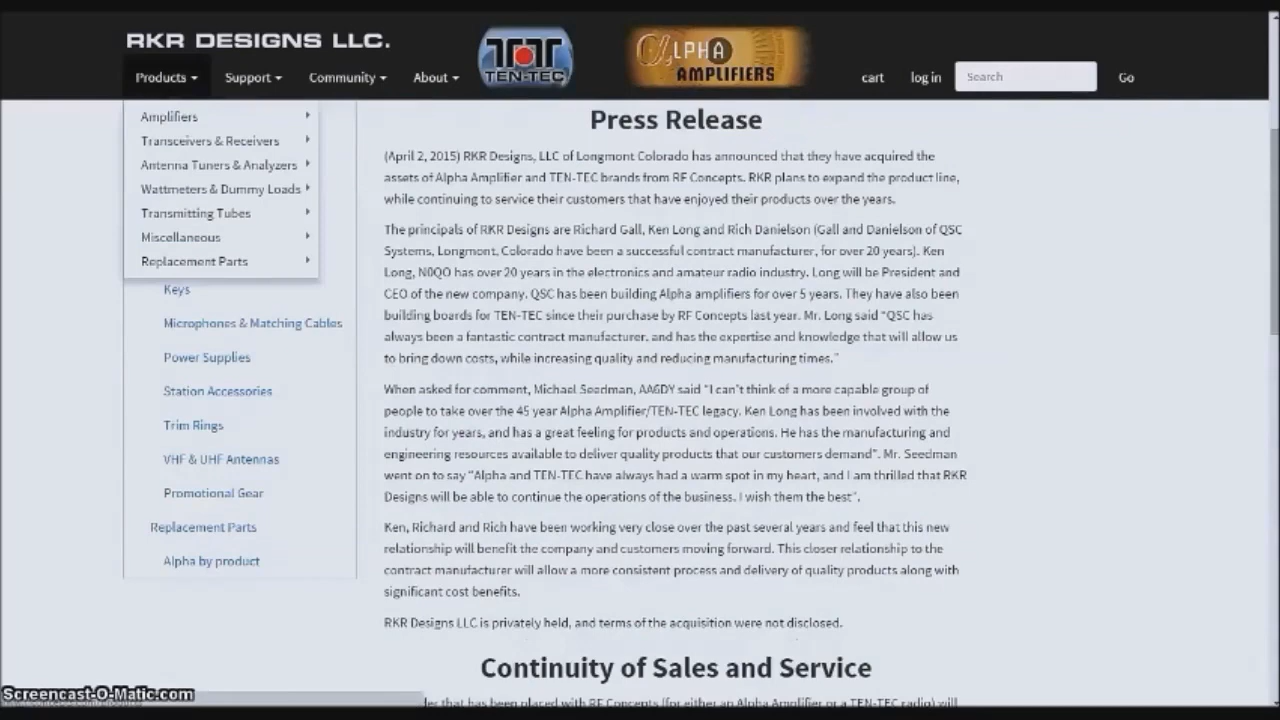 RKR DESIGNS LLC.
TEN-TEC
ALPHA
AMPLIFIERS
Products Support Community About cart log in Search Go
Amplifiers
Transceivers & Receivers
Antenna Tuners & Analyzers
Wattmeters & Dummy Loads
Transmitting Tubes
Miscellaneous
Replacement Parts
Keys
Microphones & Matching Cables
Power Supplies
Station Accessories
Trim Rings
VHF & UHF Antennas
Promotional Gear
Replacement Parts
Alpha by product
Press Release
(April 2, 2015) RKR Designs, LLC of Longmont Colorado has announced that they have acquired the
assets of Alpha Amplifier and TEN-TEC brands from RF Concepts. RKR plans to expand the product line,
while continuing to service their customers that have enjoyed their products over the years.
The principals of RKR Designs are Richard Gall, Ken Long and Rich Danielson (Gall and Danielson of QSC
Systems, Longmont, Colorado have been a successful contract manufacturer, for over 20 years). Ken
Long, N0QO has over 20 years in the electronics and amateur radio industry. Long will be President and
CEO of the new company. QSC has been building Alpha amplifiers for over 5 years. They have also been
building boards for TEN-TEC since their purchase by RF Concepts last year. Mr. Long said "QSC has
always been a fantastic contract manufacturer, and has the expertise and knowledge that will allow us
to bring down costs, while increasing quality and reducing manufacturing times."
When asked for comment, Michael Seedman, AA6DY said "I can't think of a more capable group of
people to take over the 45 year Alpha Amplifier/TEN-TEC legacy. Ken Long has been involved with the
industry for years, and has a great feeling for products and operations. He has the manufacturing and
engineering resources available to deliver quality products that our customers demand". Mr. Seedman
went on to say "Alpha and TEN-TEC have always had a warm spot in my heart, and I am thrilled that RKR
Designs will be able to continue the operations of the business. I wish them the best".
Ken, Richard and Rich have been working very close over the past several years and feel that this new
relationship will benefit the company and customers moving forward. This closer relationship to the
contract manufacturer will allow a more consistent process and delivery of quality products along with
significant cost benefits.
RKR Designs LLC is privately held, and terms of the acquisition were not disclosed.
Continuity of Sales and Service
that has been placed with RF Concepts (for either an Alpha Amplifier or a TEN-TEC radio) will
Screencast-O-Matic.com